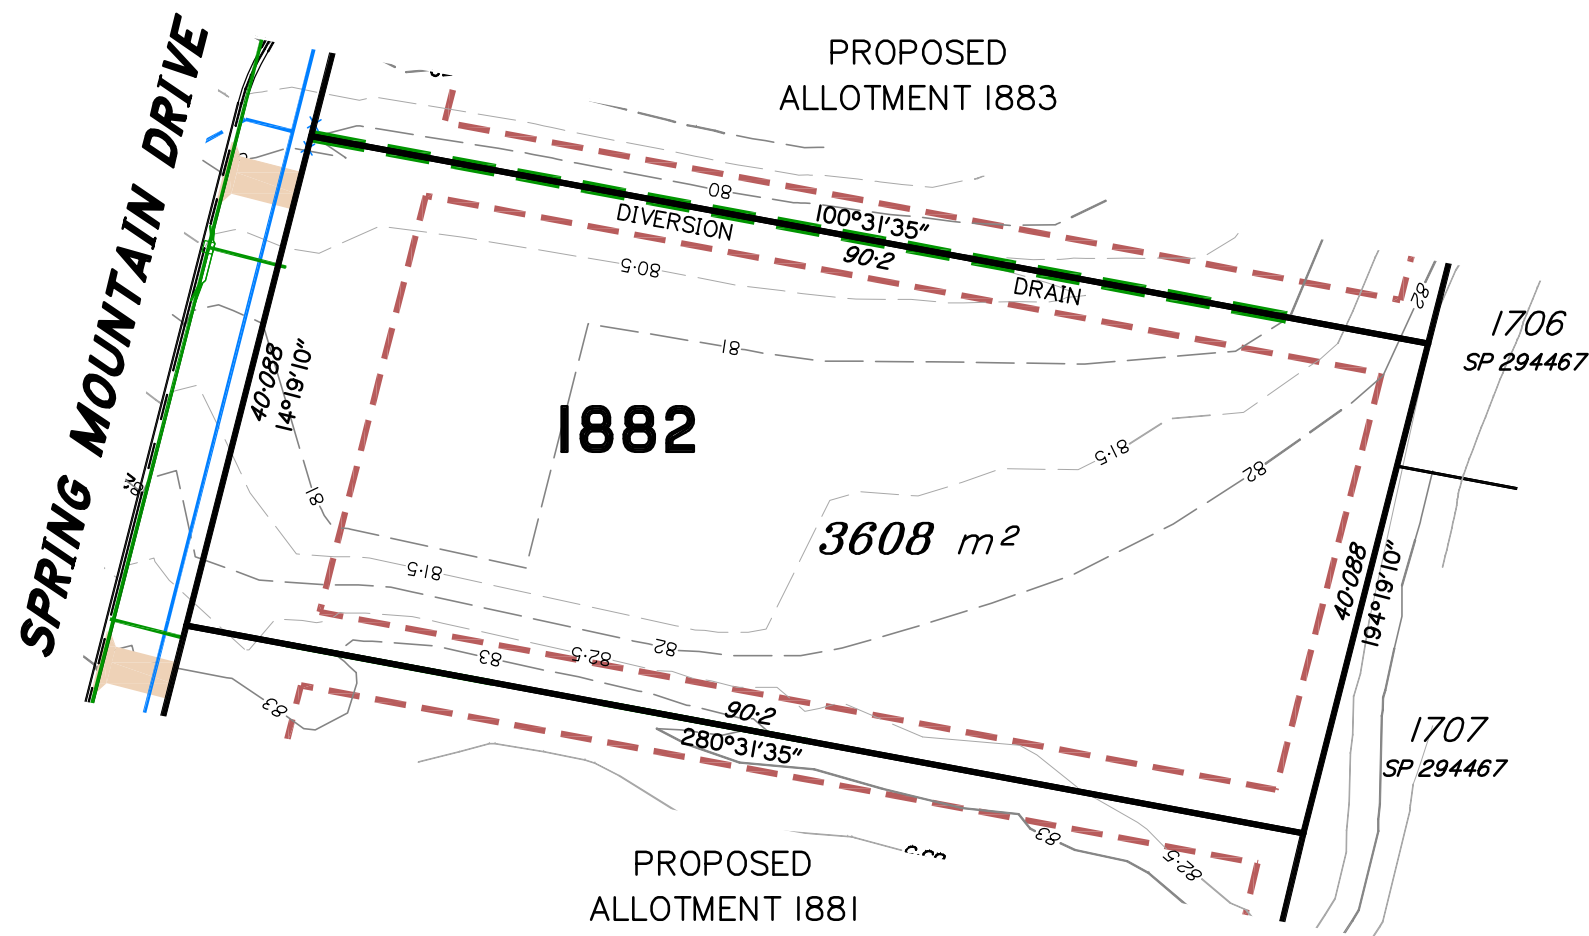 PROPOSED
ALLOTMENT 1883
SPRING MOUNTAIN DRIVE
80
DIVERSION
100°31'35"
90·2
DRAIN
80·5
82
1706
SP 294467
81
40·088
14°19'10"
1882
81·5
82
81
3608 m²
81·5
40·088
194°19'10"
82
82·5
83
83
90·2
280°31'35"
1707
SP 294467
83
82·5
PROPOSED
ALLOTMENT 1881